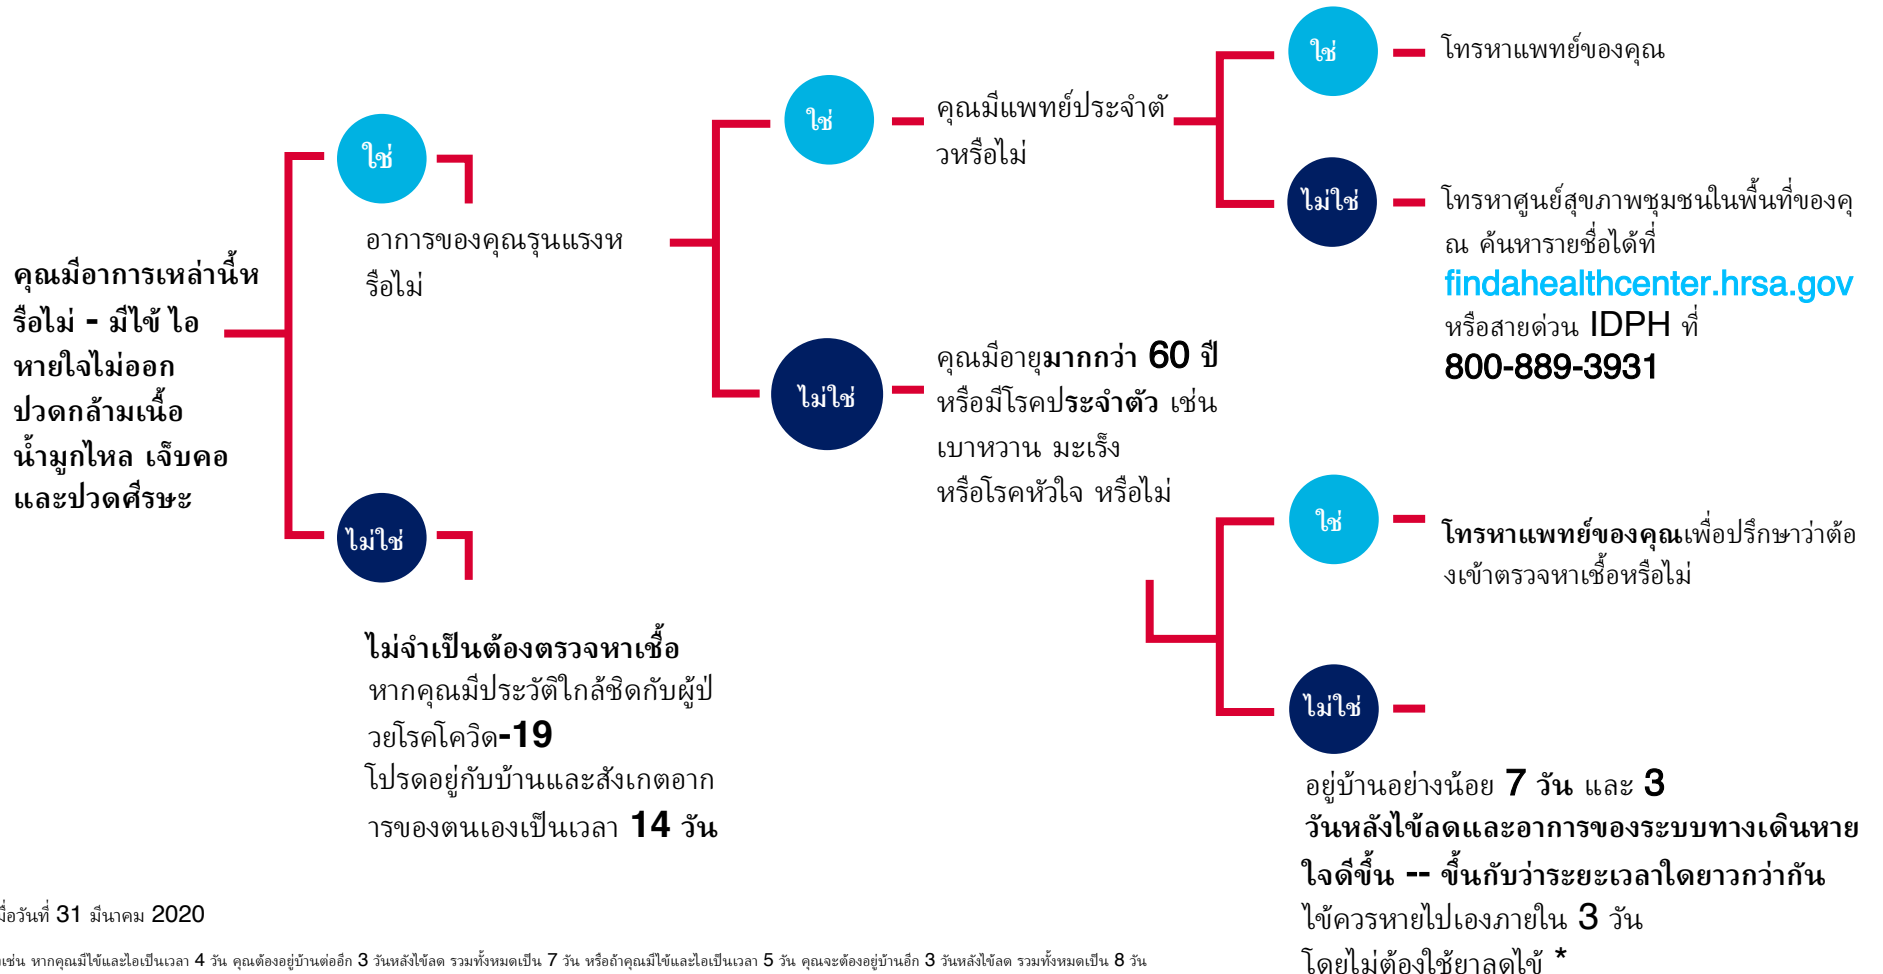 คุณมีอาการเหล่านี้ห
รือไม่ - มีไข้ ไอ
หายใจไม่ออก
ปวดกล้ามเนื้อ
น้ำมูกไหล เจ็บคอ
และปวดศีรษะ
ใช่
อาการของคุณรุนแรงห
รือไม่
ไม่ใช่
ไม่จำเป็นต้องตรวจหาเชื้อ
หากคุณมีประวัติใกล้ชิดกับผู้ป่
วยโรคโควิด-19
โปรดอยู่กับบ้านและสังเกตอาก
ารของตนเองเป็นเวลา 14 วัน
ใช่
คุณมีแพทย์ประจำตั
วหรือไม่
ไม่ใช่
คุณมีอายุมากกว่า 60 ปี
หรือมีโรคประจำตัว เช่น
เบาหวาน มะเร็ง
หรือโรคหัวใจ หรือไม่
ใช่
โทรหาแพทย์ของคุณ
ไม่ใช่
โทรหาศูนย์สุขภาพชุมชนในพื้นที่ของคุ
ณ ค้นหารายชื่อได้ที่
findahealthcenter.hrsa.gov
หรือสายด่วน IDPH ที่
800-889-3931
ใช่
โทรหาแพทย์ของคุณเพื่อปรึกษาว่าต้อ
งเข้าตรวจหาเชื้อหรือไม่
ไม่ใช่
อยู่บ้านอย่างน้อย 7 วัน และ 3
วันหลังไข้ลดและอาการของระบบทางเดินหาย
ใจดีขึ้น -- ขึ้นกับว่าระยะเวลาใดยาวกว่ากัน
ไข้ควรหายไปเองภายใน 3 วัน
โดยไม่ต้องใช้ยาลดไข้ *
วันที่ 31 มีนาคม 2020
เช่น หากคุณมีไข้และไอเป็นเวลา 4 วัน คุณต้องอยู่บ้านต่ออีก 3 วันหลังไข้ลด รวมทั้งหมดเป็น 7 วัน หรือถ้าคุณมีไข้และไอเป็นเวลา 5 วัน คุณจะต้องอยู่บ้านอีก 3 วันหลังไข้ลด รวมทั้งหมดเป็น 8 วัน